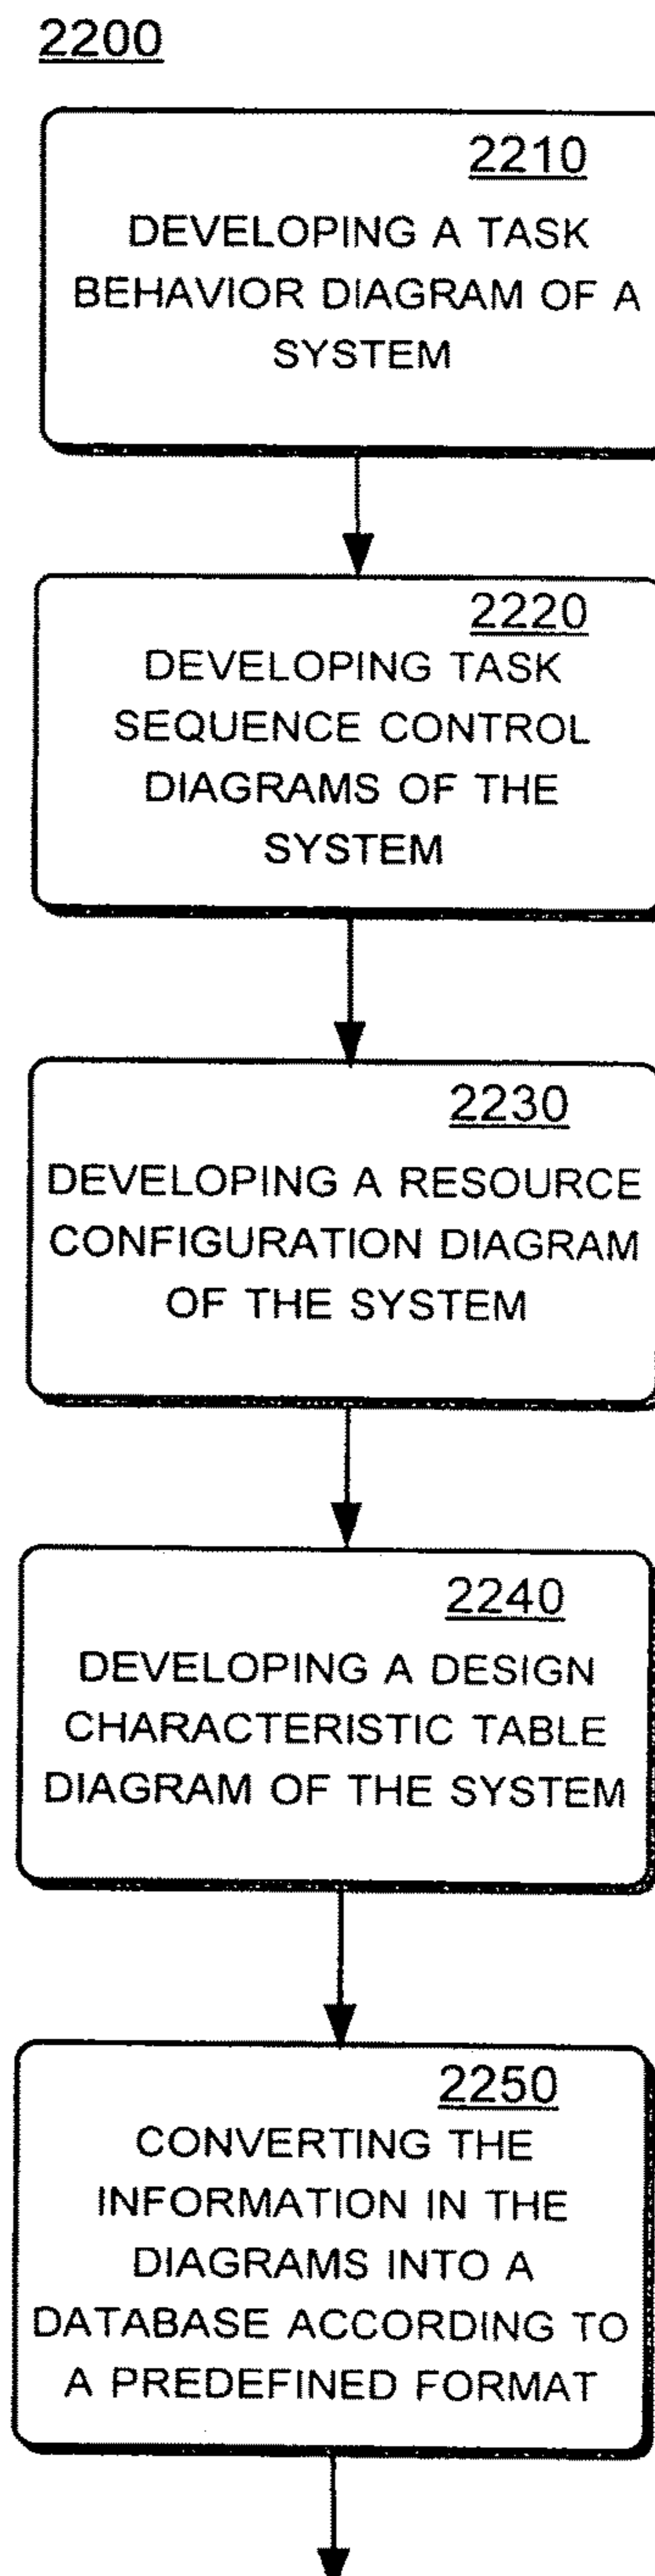 2200
2210
DEVELOPING A TASK
BEHAVIOR DIAGRAM OF A
SYSTEM
2220
DEVELOPING TASK
SEQUENCE CONTROL
DIAGRAMS OF THE
SYSTEM
2230
DEVELOPING A RESOURCE
CONFIGURATION DIAGRAM
OF THE SYSTEM
2240
DEVELOPING A DESIGN
CHARACTERISTIC TABLE
DIAGRAM OF THE SYSTEM
2250
CONVERTING THE
INFORMATION IN THE
DIAGRAMS INTO A
DATABASE ACCORDING TO
A PREDEFINED FORMAT